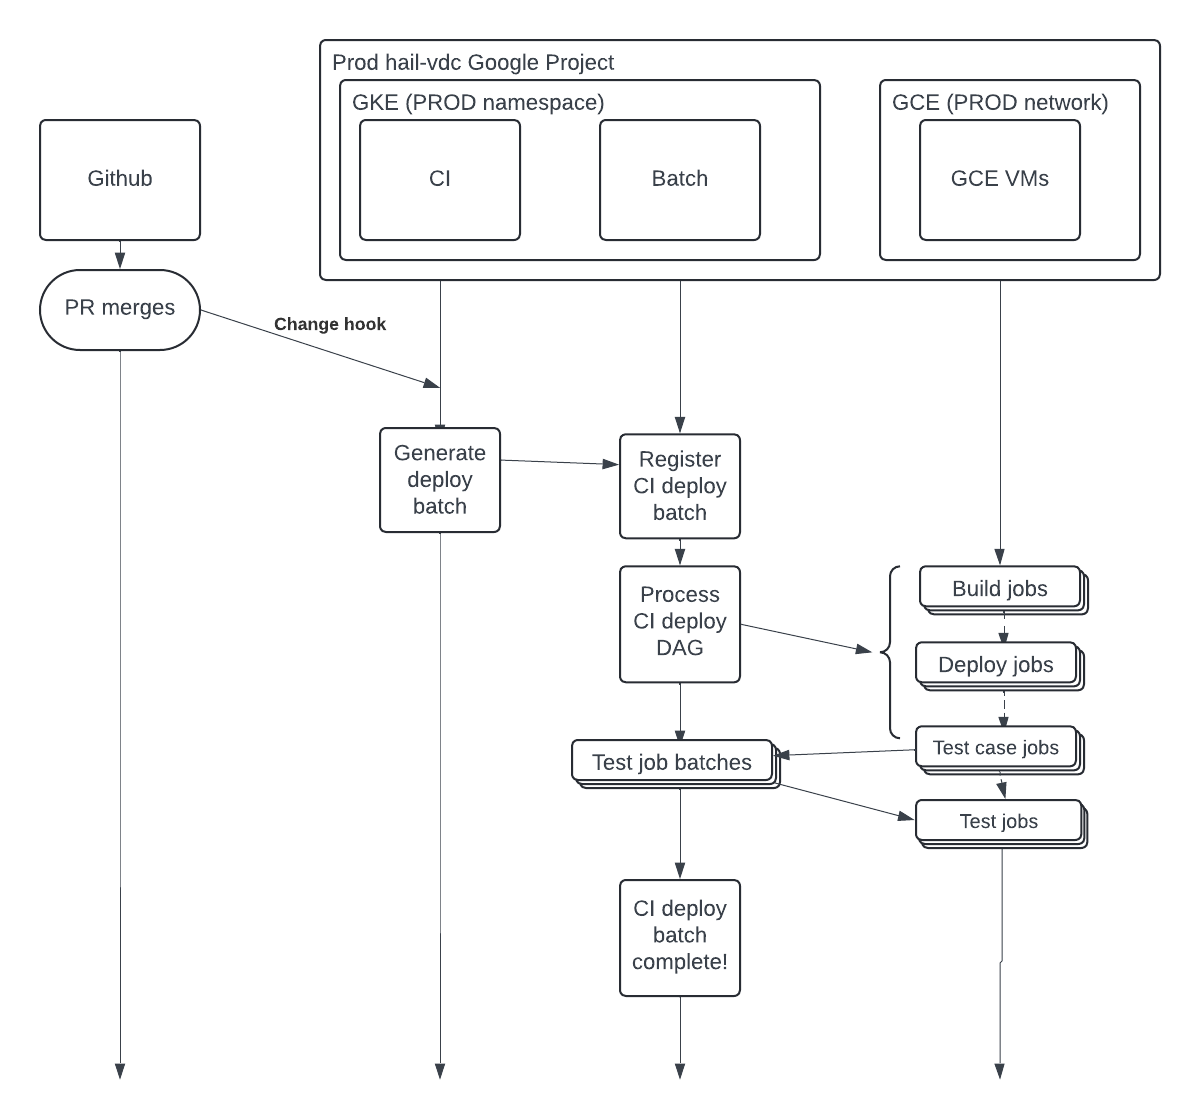 Prod hail-vdc Google Project
GKE (PROD namespace)
GCE (PROD network)
Github
CI
Batch
GCE VMs
PR merges
Change hook
Generate
deploy
batch
Register
CI deploy
batch
Process
CI deploy
DAG
Build jobs
Deploy jobs
Test case jobs
Test job batches
Test jobs
CI deploy
batch
complete!